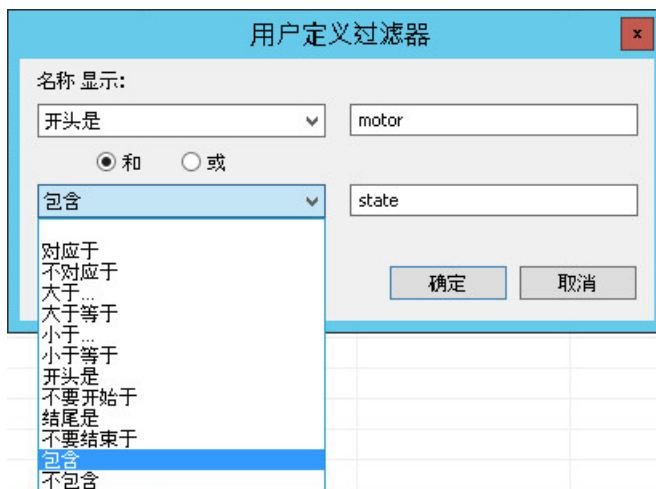 用户定义过滤器
x
名称 显示:
开头是
motor
和 或
包含
state
对应于
不对应于
大于...
大于等于
小于...
小于等于
开头是
不要开始于
结尾是
不要结束于
包含
不包含
确定 取消